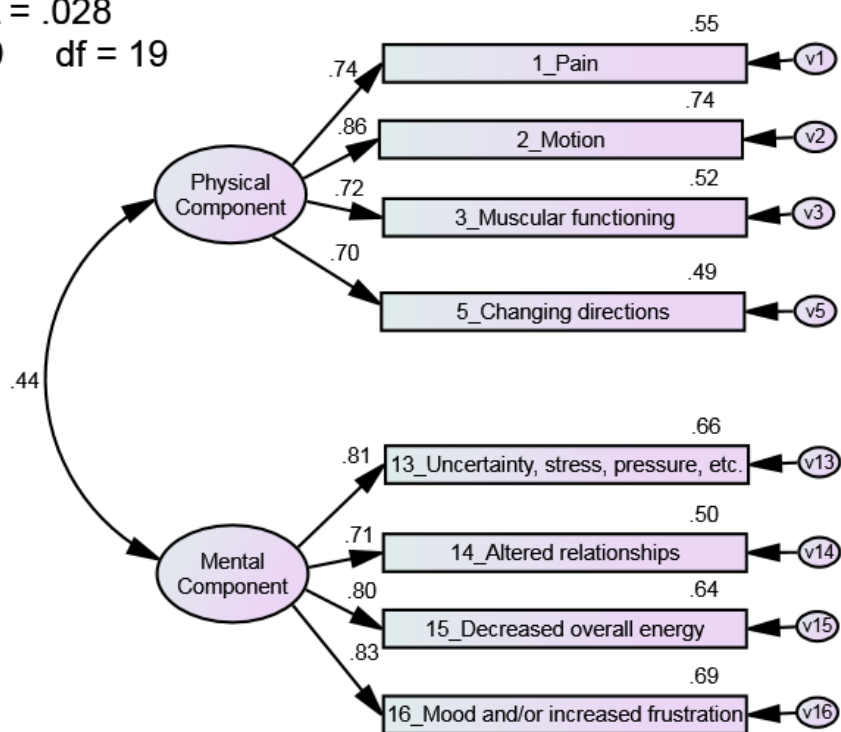 = .028
df = 19
.55
.74
1_Pain
v1
.74
.86
2_Motion
v2
Physical
Component
.52
.72
3_Muscular functioning
v3
.70
.49
5_Changing directions
v5
.44
.66
.81
13_Uncertainty, stress, pressure, etc.
v13
.50
.71
14_Altered relationships
v14
Mental
Component
.64
.80
15_Decreased overall energy
v15
.83
.69
16_Mood and/or increased frustration
v16